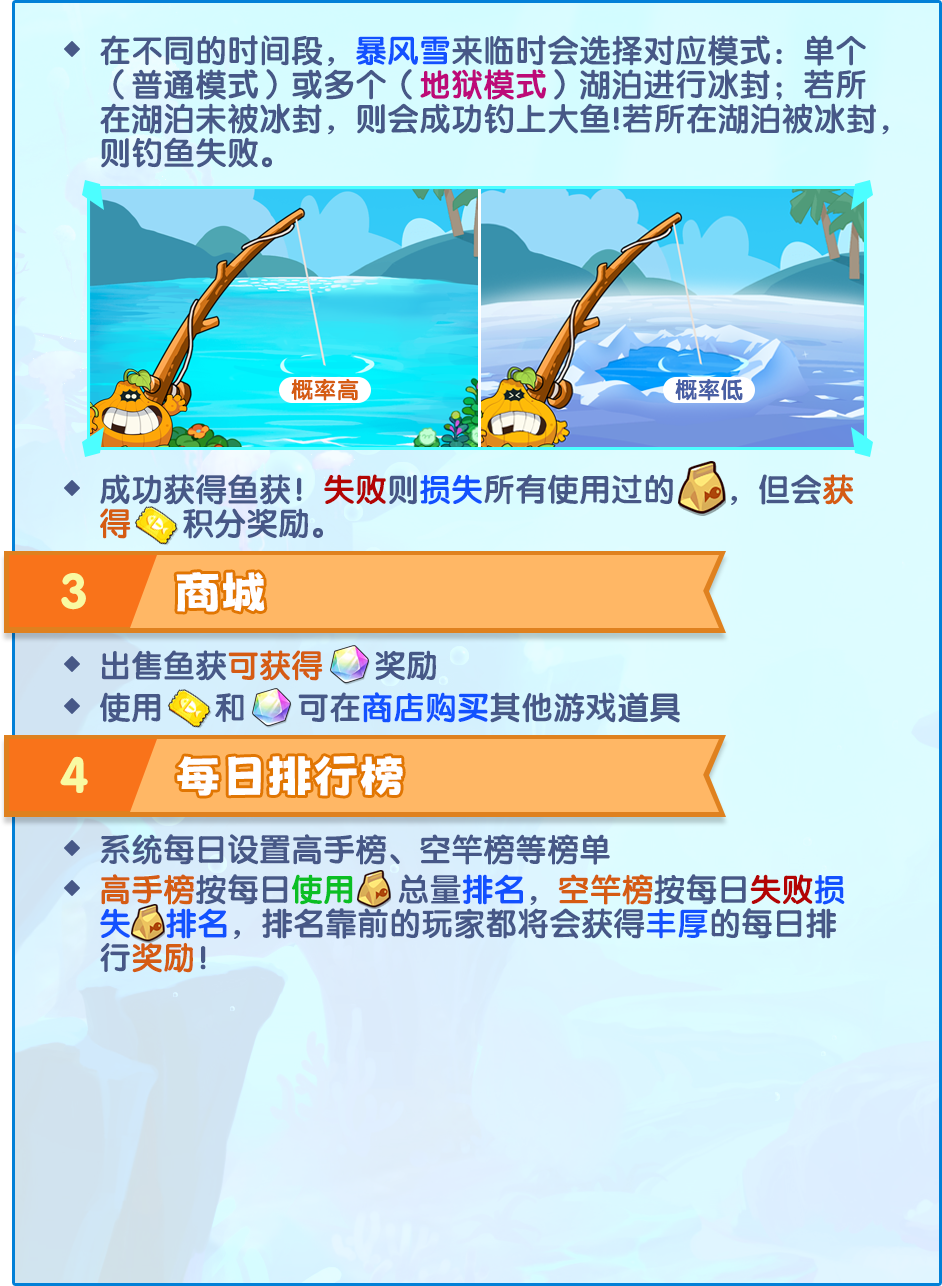 在不同的时间段，暴风雪来临时会选择对应模式：单个
（普通模式）或多个（地狱模式）湖泊进行冰封；若所
在湖泊未被冰封，则会成功钓上大鱼!若所在湖泊被冰封，
则钓鱼失败。
概率高
概率低
成功获得鱼获！失败则损失所有使用过的，但会获
得积分奖励。
3 商城
出售鱼获可获得奖励
使用和可在商店购买其他游戏道具
4 每日排行榜
系统每日设置高手榜、空竿榜等榜单
高手榜按每日使用总量排名，空竿榜按每日失败损
失排名，排名靠前的玩家都将会获得丰厚的每日排
行奖励！